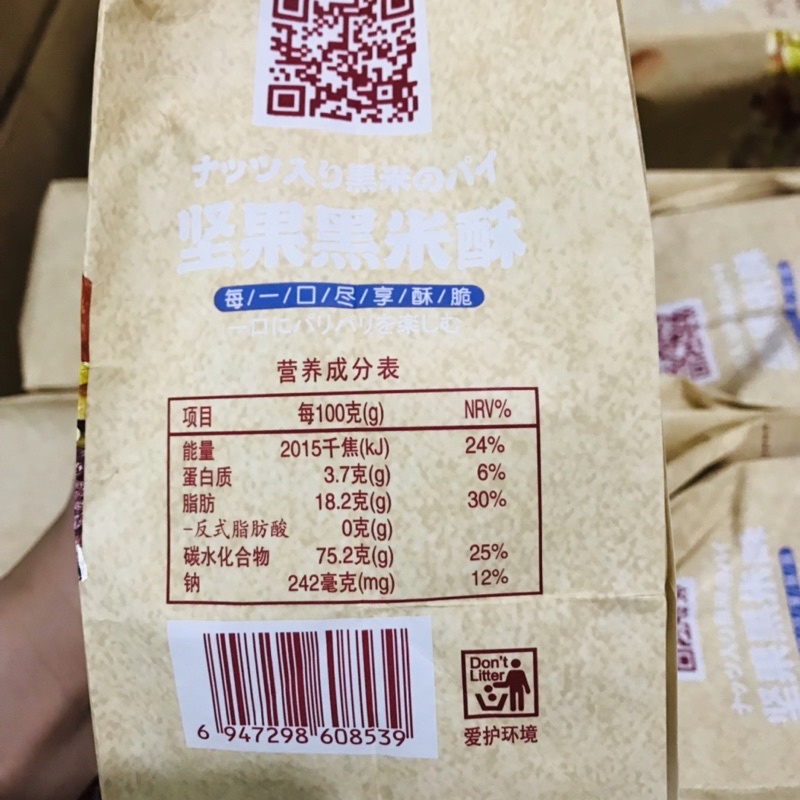 ナッツ入り黒米のパイ
坚果黑米酥
每/一/口/尽/享/酥/脆
一口にパリパリを楽しむ
营养成分表
项目 每100克(g) NRV%
能量 2015千焦(kJ) 24%
蛋白质 3.7克(g) 6%
脂肪 18.2克(g) 30%
-反式脂肪酸 0克(g)
碳水化合物 75.2克(g) 25%
钠 242毫克(mg) 12%
6 947298 608539
Don't
Litter
爱护环境